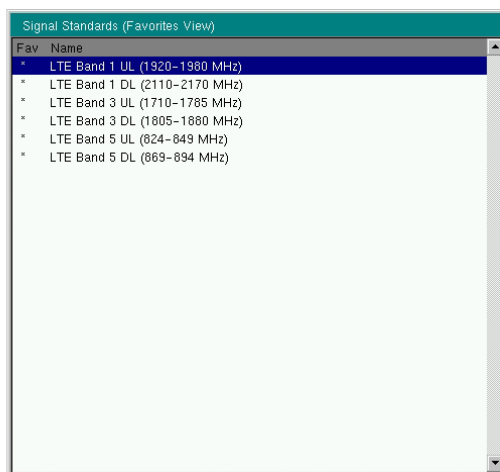 Signal Standards (Favorites View)
Fav Name
* LTE Band 1 UL (1920-1980 MHz)
* LTE Band 1 DL (2110-2170 MHz)
* LTE Band 3 UL (1710-1785 MHz)
* LTE Band 3 DL (1805-1880 MHz)
* LTE Band 5 UL (824-849 MHz)
* LTE Band 5 DL (869-894 MHz)